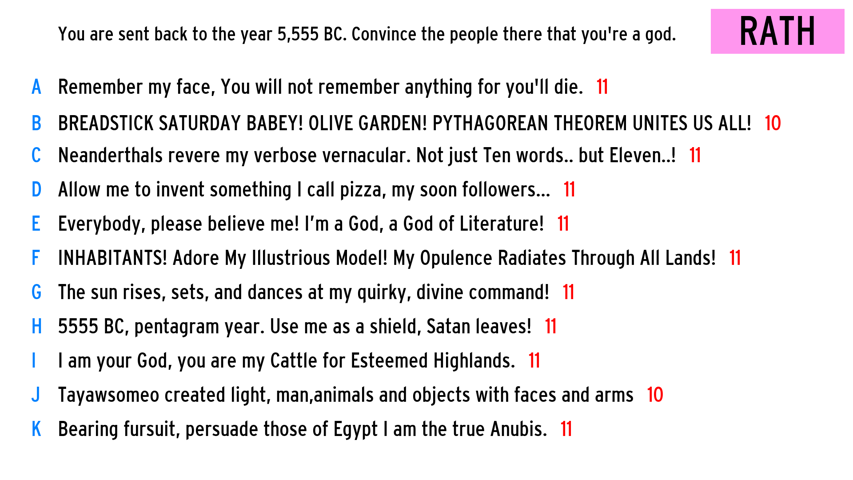 You are sent back to the year 5,555 BC. Convince the people there that you're a god.
RATH
A Remember my face, You will not remember anything for you'll die. 11
B BREADSTICK SATURDAY BABEY! OLIVE GARDEN! PYTHAGOREAN THEOREM UNITES US ALL! 10
C Neanderthals revere my verbose vernacular. Not just Ten words.. but Eleven..! 11
D Allow me to invent something I call pizza, my soon followers... 11
E Everybody, please believe me! I'm a God, a God of Literature! 11
F INHABITANTS! Adore My Illustrious Model! My Opulence Radiates Through All Lands! 11
G The sun rises, sets, and dances at my quirky, divine command! 11
H 5555 BC, pentagram year. Use me as a shield, Satan leaves! 11
I I am your God, you are my Cattle for Esteemed Highlands. 11
J Tayawsomeo created light, man,animals and objects with faces and arms 10
K Bearing fursuit, persuade those of Egypt I am the true Anubis. 11